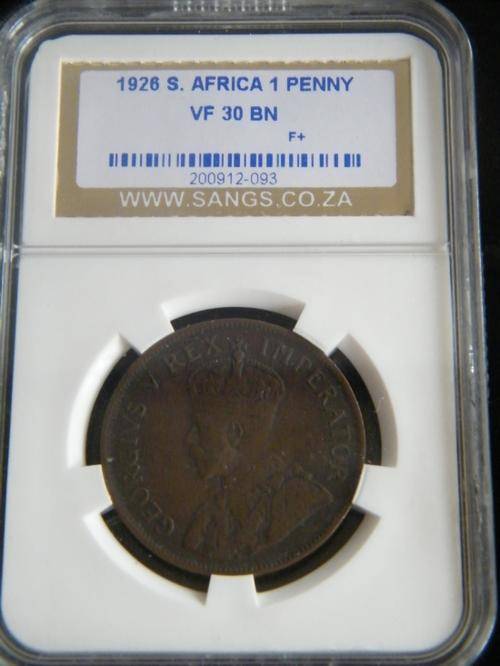 1926 S. AFRICA 1 PENNY
VF 30 BN
F+
200912-093
WWW.SANGS.CO.ZA
GEORGIVS V REX IMPERATOR